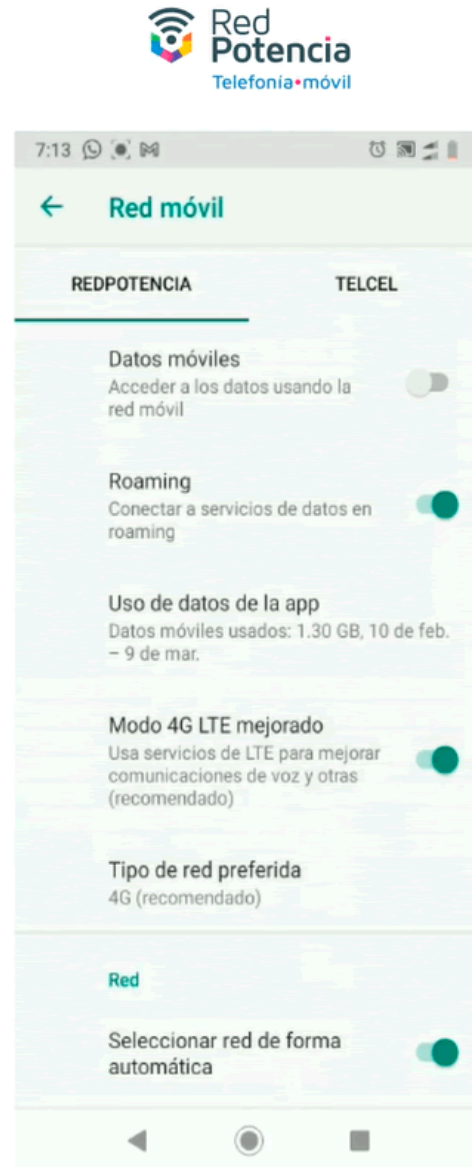 Red
Potencia
Telefonía•móvil
7:13
Red móvil
REDPOTENCIA
TELCEL
Datos móviles
Acceder a los datos usando la
red móvil
Roaming
Conectar a servicios de datos en
roaming
Uso de datos de la app
Datos móviles usados: 1.30 GB, 10 de feb.
– 9 de mar.
Modo 4G LTE mejorado
Usa servicios de LTE para mejorar
comunicaciones de voz y otras
(recomendado)
Tipo de red preferida
4G (recomendado)
Red
Seleccionar red de forma
automática